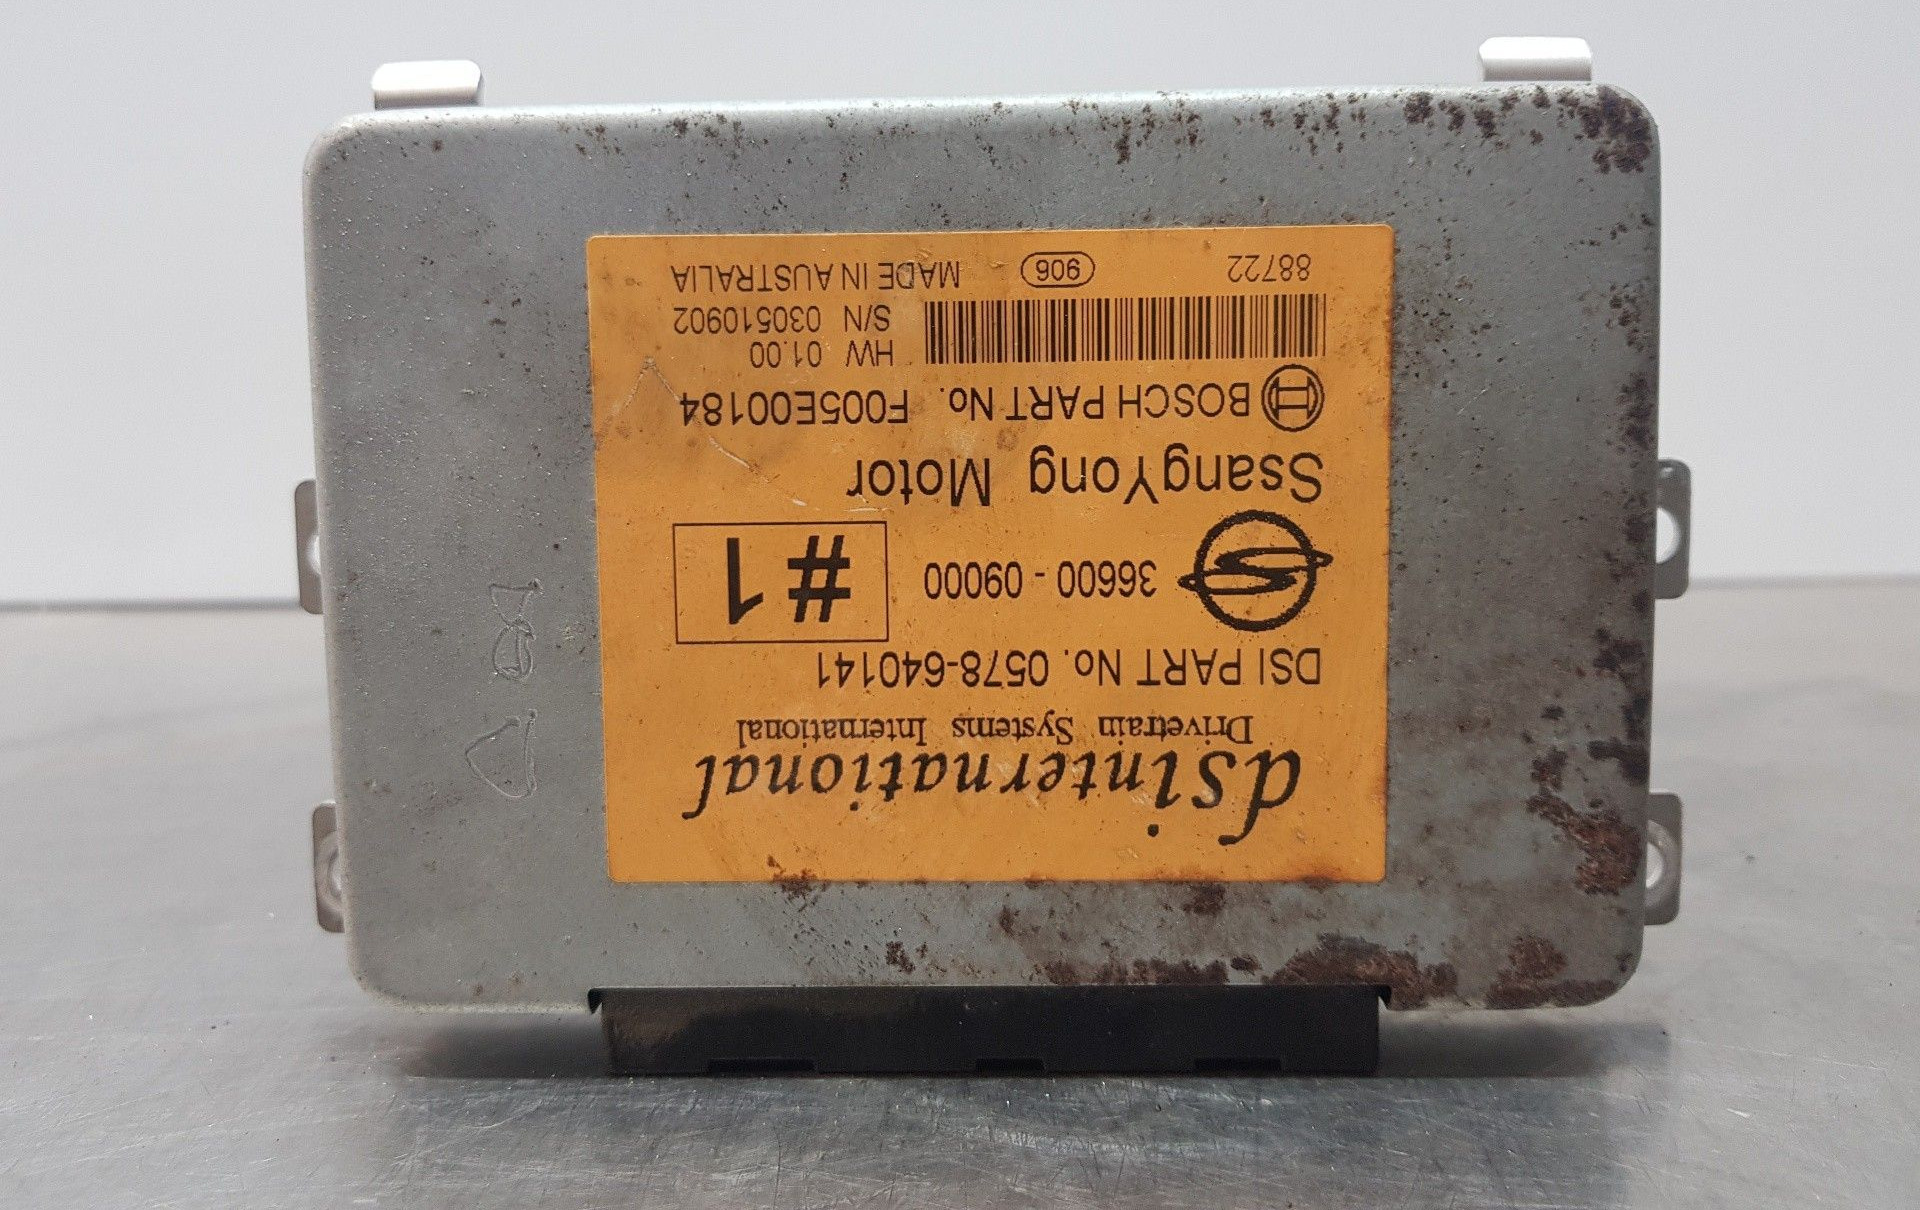 dSinternational
Drivetrain Systems International
DSI PART No. 0578-640141
36600 - 09000
#1
SsangYong Motor
BOSCH PART No. F005E00184
HW 01.00
S/N 030510902
88722 906 MADE IN AUSTRALIA